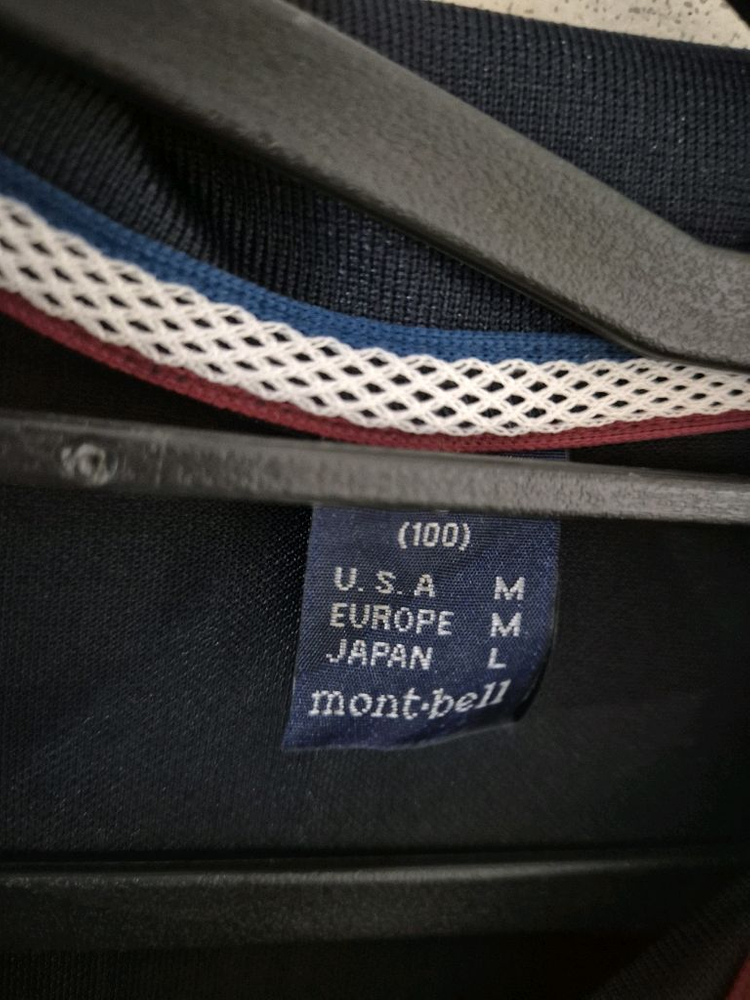 (100)
U.S.A M
EUROPE M
JAPAN L
mont·bell